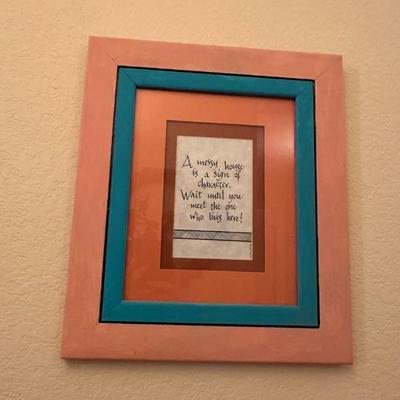 A messy house
is a sign of
character.
Wait until you
meet the one
who lives here!